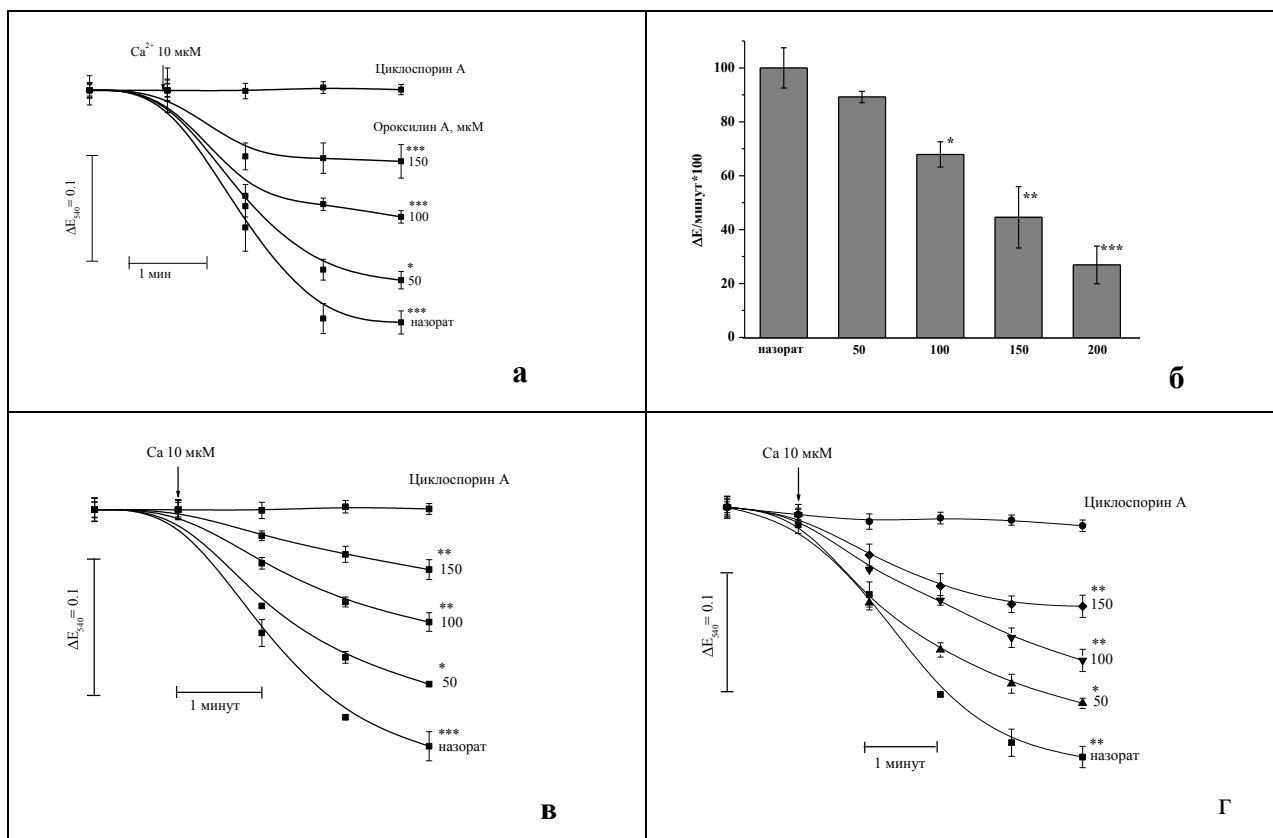 Ca2+ 10 мкМ
Циклоспорин А
Ороксилин А, мкМ
***
150
***
100
*
50
***
назорат
ΔE540= 0.1
1 мин
а
ΔE/минут*100
100
80
60
40
20
0
*
**
***
назорат 50 100 150 200
б
Ca 10 мкМ
Циклоспорин А
**
150
**
100
*
50
***
назорат
ΔE540= 0.1
1 минут
в
Ca 10 мкМ
Циклоспорин А
**
150
**
100
*
50
**
назорат
ΔE540= 0.1
1 минут
г